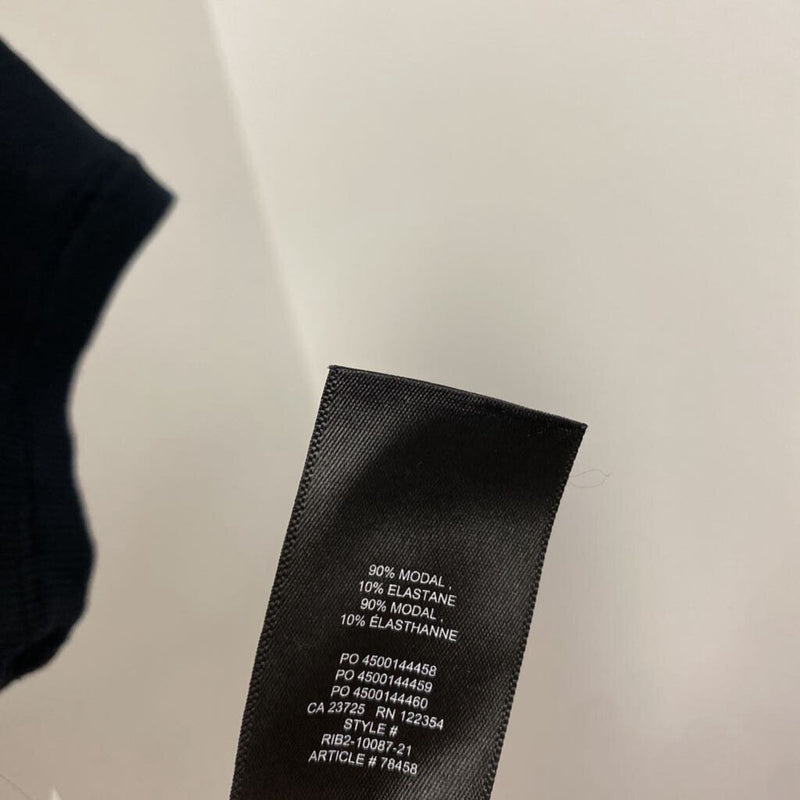 90% MODAL .
10% ELASTANE
90% MODAL .
10% ÉLASTHANNE
PO 4500144458
PO 4500144459
PO 4500144460
CA 23725 RN 122354
STYLE #
RIB2-10087-21
ARTICLE # 78458